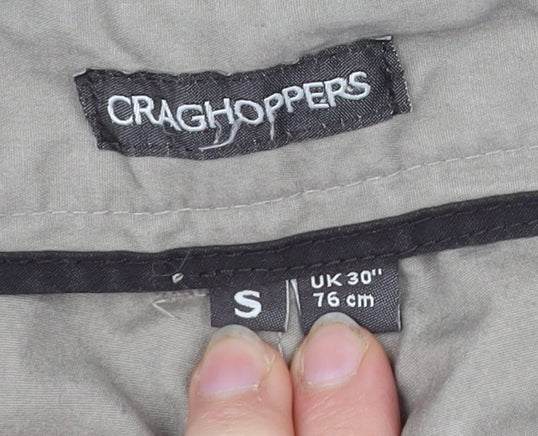 CRAGHOPPERS
S
UK 30"
76 cm